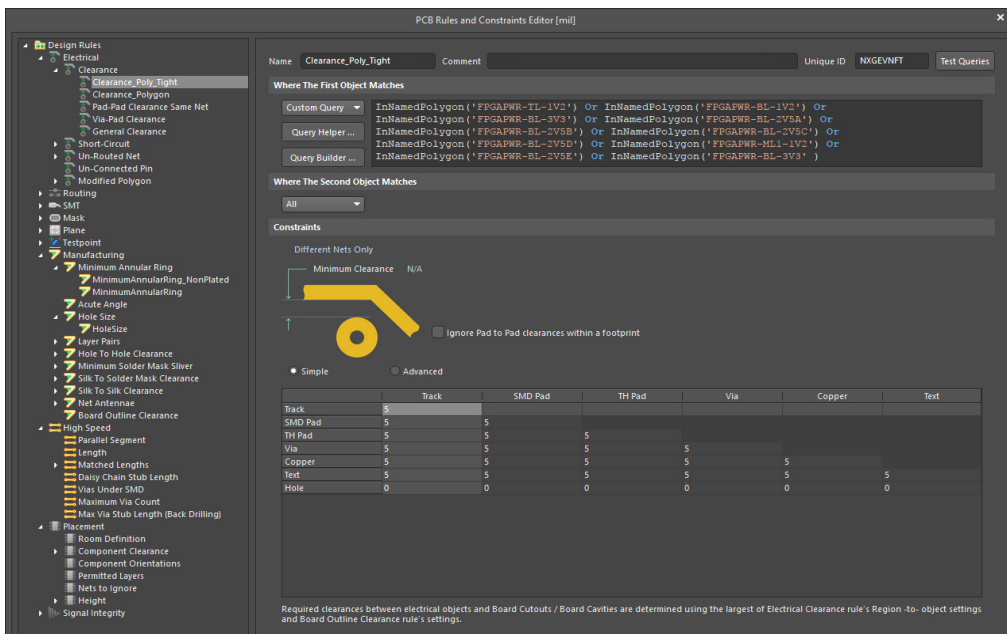 PCB Rules and Constraints Editor [mil]
Design Rules
Electrical
Clearance
Clearance_Poly_Tight
Clearance_Polygon
Pad-Pad Clearance Same Net
Via-Pad Clearance
General Clearance
Short-Circuit
Un-Routed Net
Un-Connected Pin
Modified Polygon
Routing
SMT
Mask
Plane
Testpoint
Manufacturing
Minimum Annular Ring
MinimumAnnularRing_NonPlated
MinimumAnnularRing
Acute Angle
Hole Size
HoleSize
Layer Pairs
Hole To Hole Clearance
Minimum Solder Mask Sliver
Silk To Solder Mask Clearance
Silk To Silk Clearance
Net Antennae
Board Outline Clearance
High Speed
Parallel Segment
Length
Matched Lengths
Daisy Chain Stub Length
Vias Under SMD
Maximum Via Count
Max Via Stub Length (Back Drilling)
Placement
Room Definition
Component Clearance
Component Orientations
Permitted Layers
Nets to Ignore
Height
Signal Integrity
Name Clearance_Poly_Tight Comment Unique ID NXGEVNFT Test Queries
Where The First Object Matches
Custom Query
Query Helper ...
Query Builder ...
InNamedPolygon('FPGAPWR-TL-1V2') Or InNamedPolygon('FPGAPWR-BL-1V2') Or
InNamedPolygon('FPGAPWR-BL-3V3') Or InNamedPolygon('FPGAPWR-BL-2V5A') Or
InNamedPolygon('FPGAPWR-BL-2V5B') Or InNamedPolygon('FPGAPWR-BL-2V5C') Or
InNamedPolygon('FPGAPWR-BL-2V5D') Or InNamedPolygon('FPGAPWR-ML1-1V2') Or
InNamedPolygon('FPGAPWR-BL-2V5E') Or InNamedPolygon('FPGAPWR-BL-3V3' )
Where The Second Object Matches
All
Constraints
Different Nets Only
Minimum Clearance N/A
Ignore Pad to Pad clearances within a footprint
Simple Advanced
Track SMD Pad TH Pad Via Copper Text
Track 5
SMD Pad 5 5
TH Pad 5 5 5
Via 5 5 5 5
Copper 5 5 5 5 5
Text 5 5 5 5 5 5
Hole 0 0 0 0 0 0
Required clearances between electrical objects and Board Cutouts / Board Cavities are determined using the largest of Electrical Clearance rule's Region -to- object settings
and Board Outline Clearance rule's settings.